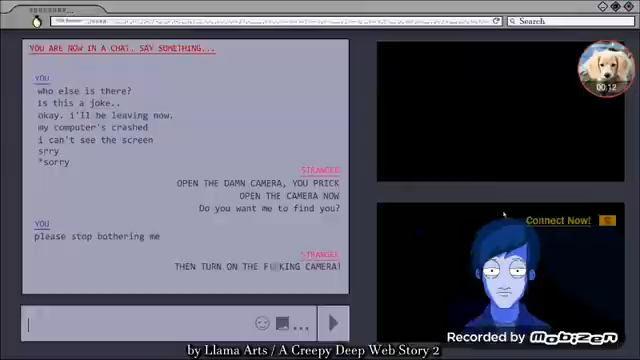 Search
YOU ARE NOW IN A CHAT. SAY SOMETHING...
YOU
who else is there?
is this a joke..
okay. i'll be leaving now.
my computer's crashed
i can't see the screen
srry
*sorry
STRANGER
OPEN THE DAMN CAMERA, YOU PRICK
OPEN THE CAMERA NOW
Do you want me to find you?
YOU
please stop bothering me
STRANGER
THEN TURN ON THE F KING CAMERA!
00:12
Connect Now!
Recorded by Mobizen
by Llama Arts / A Creepy Deep Web Story 2